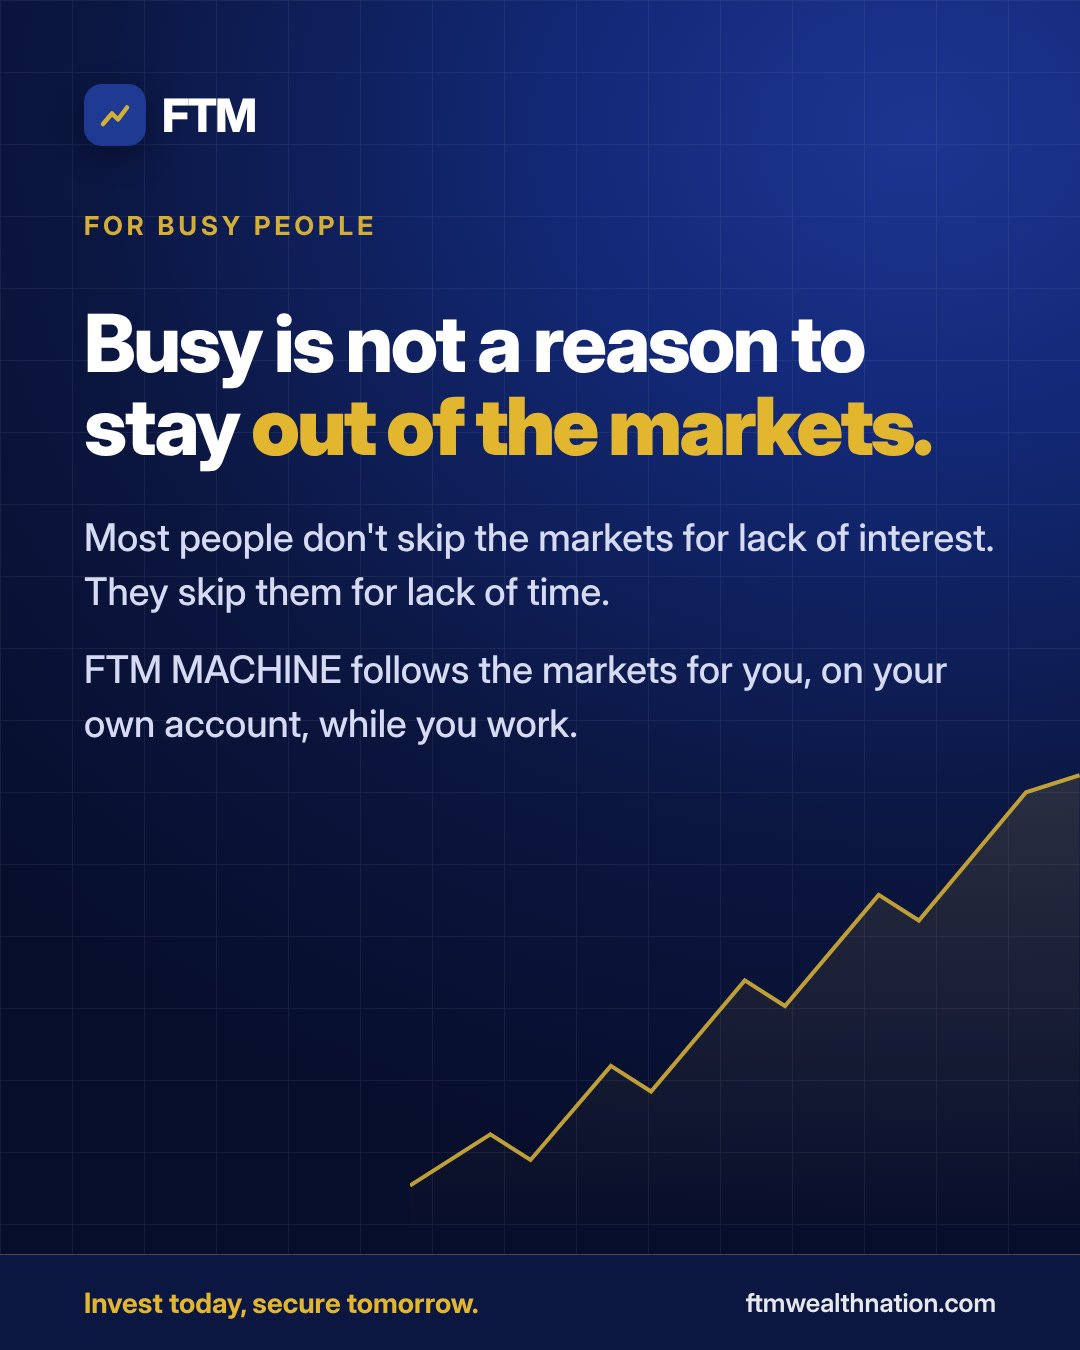 FTM
FOR BUSY PEOPLE
Busy is not a reason to
stay out of the markets.
Most people don't skip the markets for lack of interest.
They skip them for lack of time.
FTM MACHINE follows the markets for you, on your
own account, while you work.
Invest today, secure tomorrow.
ftmwealthnation.com